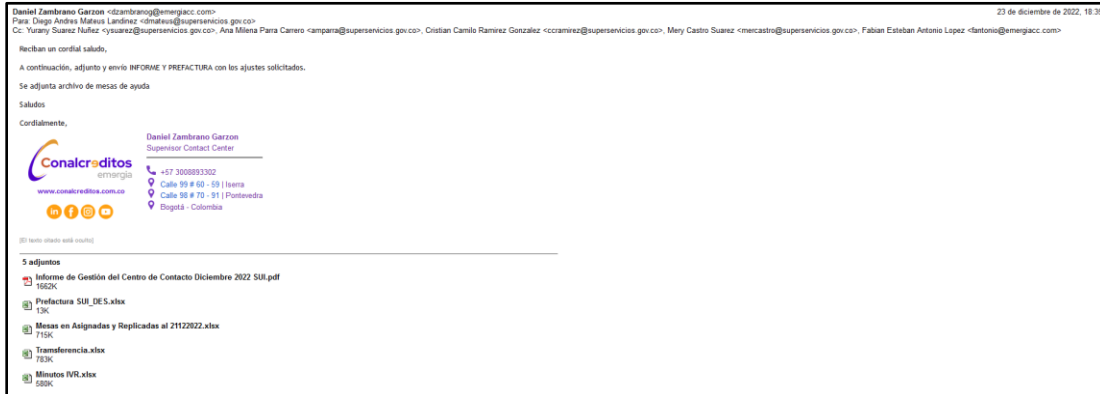 Daniel Zambrano Garzon <dzambranog@emergiacc.com>
23 de diciembre de 2022, 18:35
Para: Diego Andres Mateus Landinez <dmateus@superservicios.gov.co>
Cc: Yurany Suarez Nuñez <ysuarez@superservicios.gov.co>, Ana Milena Parra Carrero <amparra@superservicios.gov.co>, Cristian Camilo Ramirez Gonzalez <ccramirez@superservicios.gov.co>, Mery Castro Suarez <mercastro@superservicios.gov.co>, Fabian Esteban Antonio Lopez <fantonio@emergiacc.com>
Reciban un cordial saludo,
A continuación, adjunto y envío INFORME Y PREFACTURA con los ajustes solicitados.
Se adjunta archivo de mesas de ayuda
Saludos
Cordialmente,
Daniel Zambrano Garzon
Supervisor Contact Center
Conalcreditos
emergia
www.conalcreditos.com.co
+57 3008893302
Calle 99 # 60 - 59 | Iserra
Calle 98 # 70 - 91 | Pontevedra
Bogotá - Colombia
[El texto citado está oculto]
5 adjuntos
Informe de Gestión del Centro de Contacto Diciembre 2022 SUI.pdf
1662K
Prefactura SUI_DES.xlsx
13K
Mesas en Asignadas y Replicadas al 21122022.xlsx
715K
Transferencia.xlsx
783K
Minutos IVR.xlsx
580K